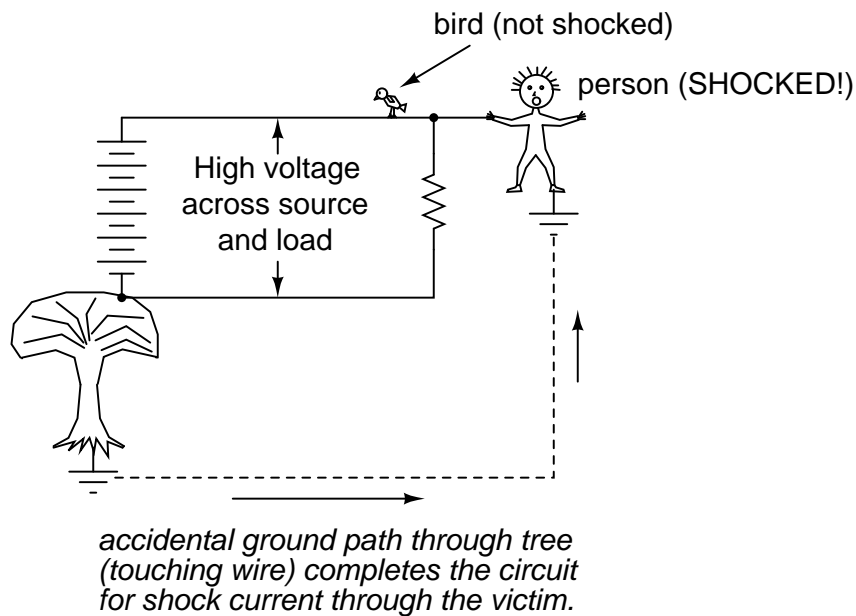 bird (not shocked)
person (SHOCKED!)
High voltage
across source
and load
accidental ground path through tree
(touching wire) completes the circuit
for shock current through the victim.